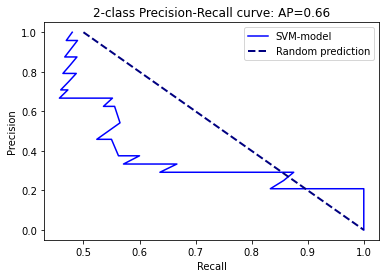 2-class Precision-Recall curve: AP=0.66
SVM-model
Random prediction
Precision
1.0
0.8
0.6
0.4
0.2
0.0
0.5
0.6
0.7
0.8
0.9
1.0
Recall